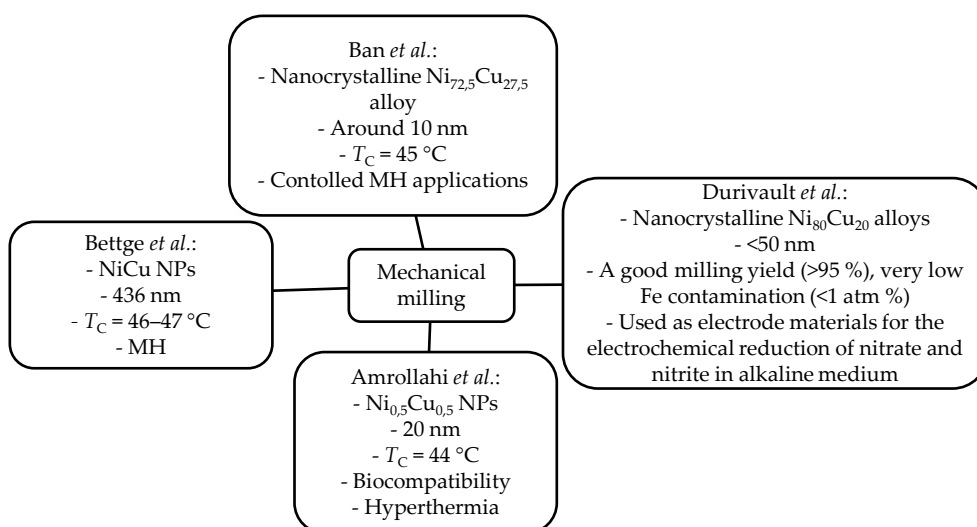 Ban et al.:
- Nanocrystalline Ni72,5Cu27,5
alloy
- Around 10 nm
- TC = 45 °C
- Contolled MH applications
Durivault et al.:
- Nanocrystalline Ni80Cu20 alloys
- <50 nm
- A good milling yield (>95 %), very low
Fe contamination (<1 atm %)
- Used as electrode materials for the
electrochemical reduction of nitrate and
nitrite in alkaline medium
Bettge et al.:
- NiCu NPs
- 436 nm
- TC = 46–47 °C
- MH
Mechanical
milling
Amrollahi et al.:
- Ni0,5Cu0,5 NPs
- 20 nm
- TC = 44 °C
- Biocompatibility
- Hyperthermia